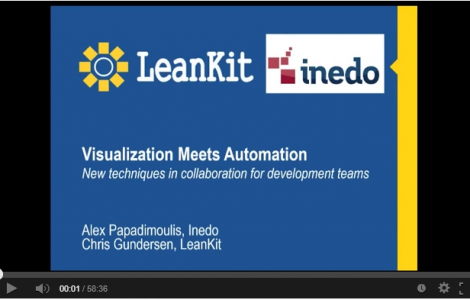 LeanKit inedo
Visualization Meets Automation
New techniques in collaboration for development teams
Alex Papadimoulis, Inedo
Chris Gundersen, LeanKit
00:01 / 58:36